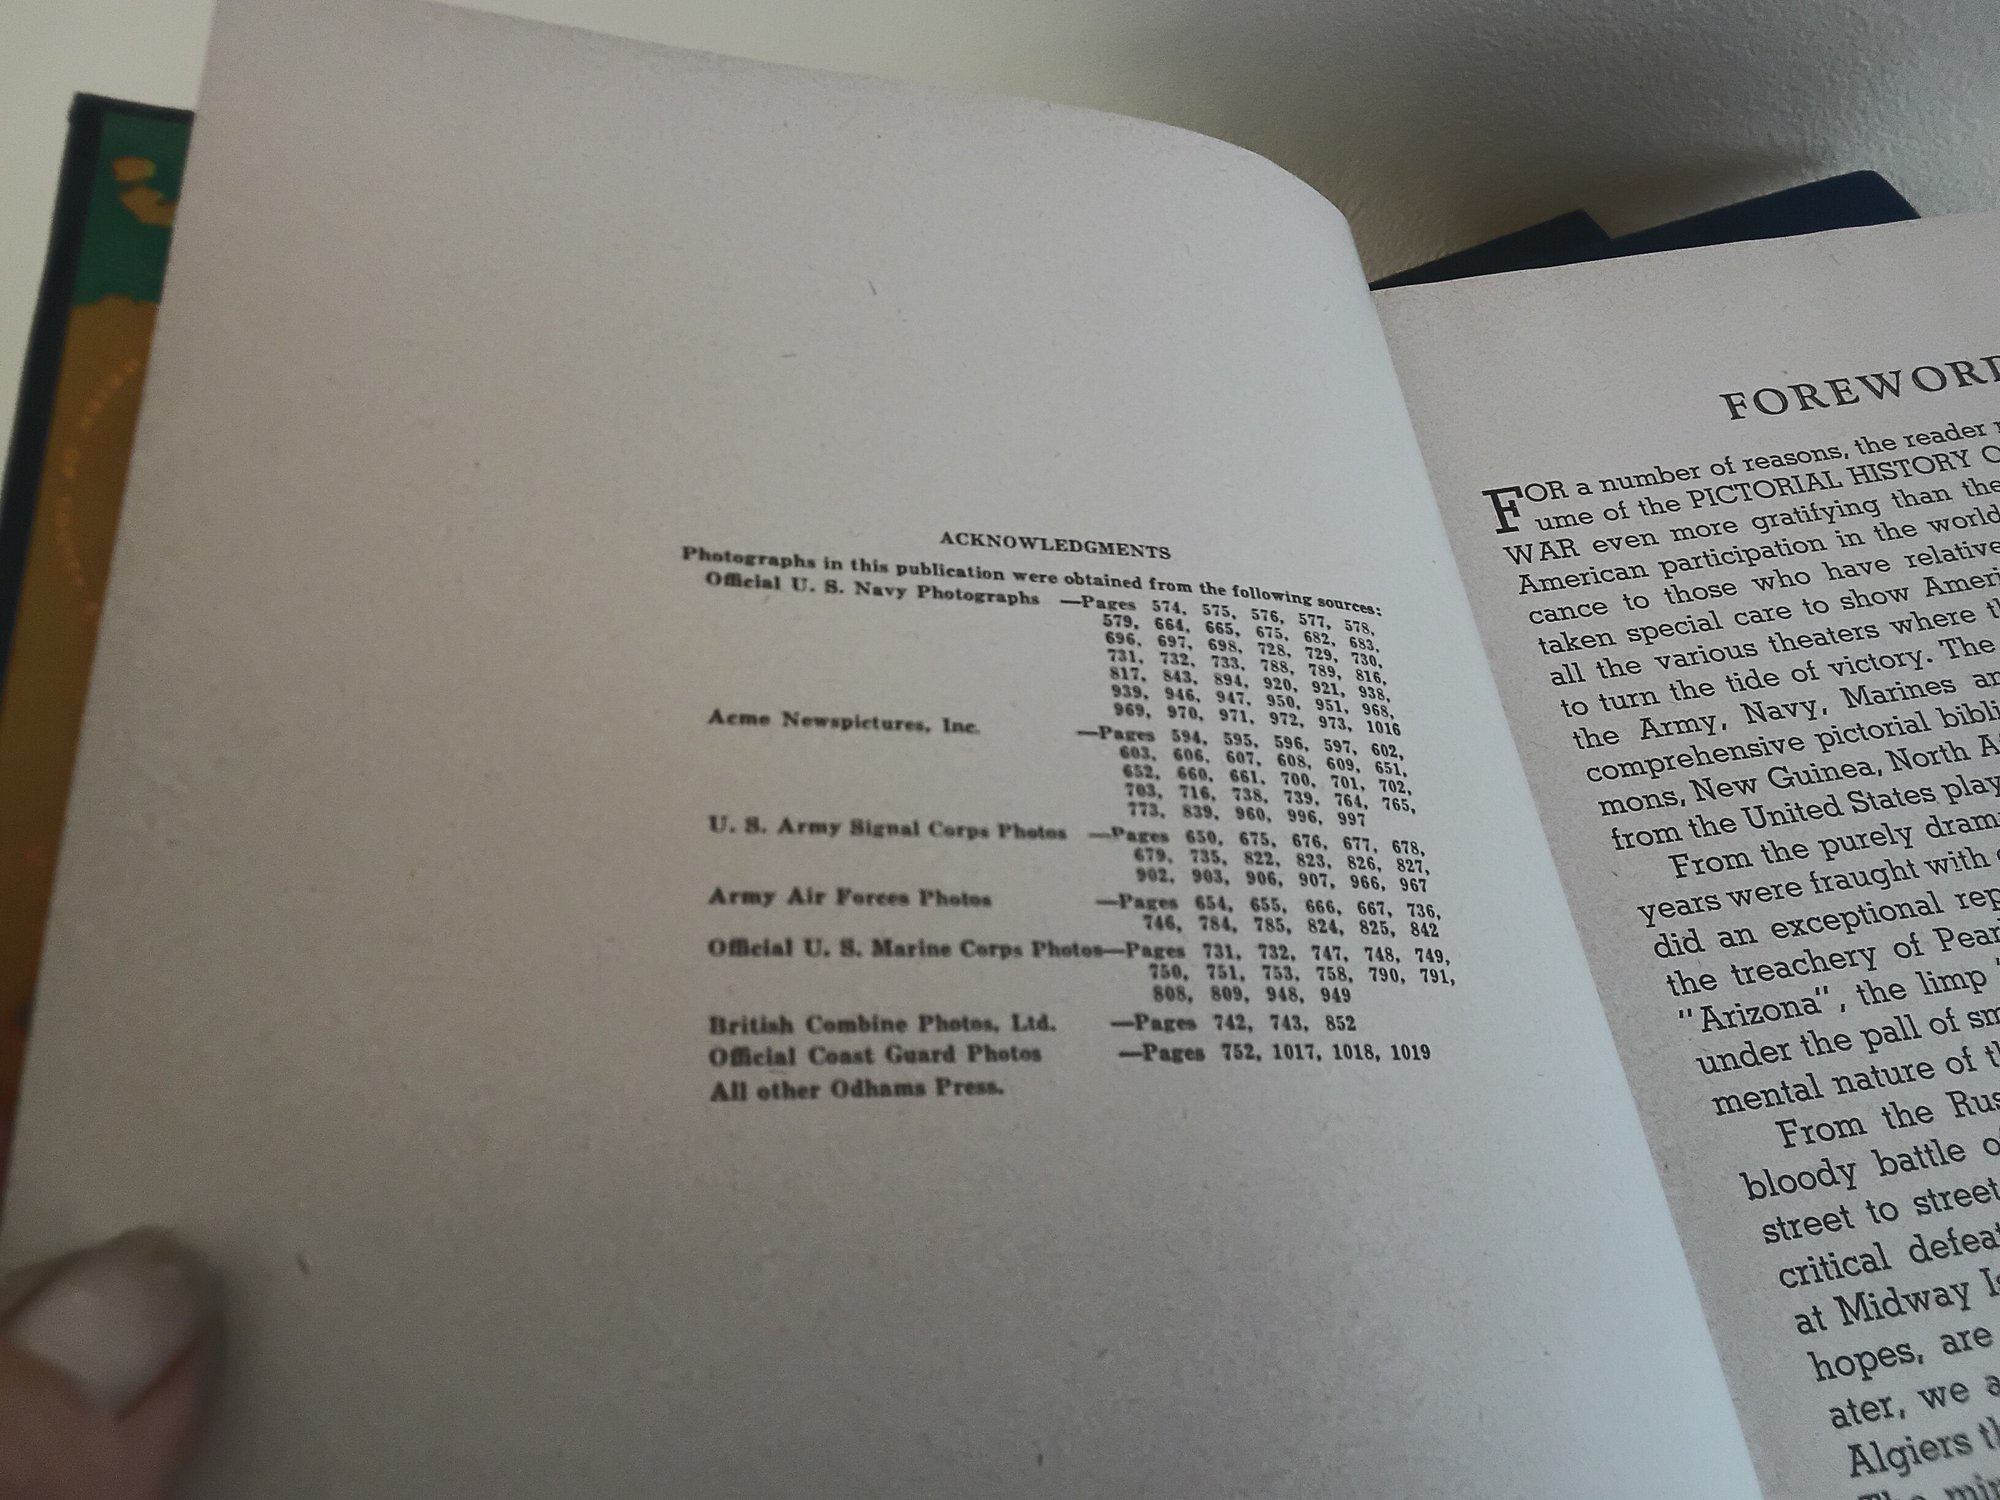 ACKNOWLEDGMENTS
Photographs in this publication were obtained from the following sources:
Official U. S. Navy Photographs —Pages 574, 575, 576, 577, 578,
579, 664, 665, 675, 682, 683,
696, 697, 698, 728, 729, 730,
731, 732, 733, 788, 789, 816,
817, 843, 894, 920, 921, 938,
939, 946, 947, 950, 951, 968,
969, 970, 971, 972, 973, 1016
Acme Newspictures, Inc. —Pages 594, 595, 596, 597, 602,
603, 606, 607, 608, 609, 651,
652, 660, 661, 700, 701, 702,
703, 716, 738, 739, 764, 765,
773, 839, 960, 996, 997
U. S. Army Signal Corps Photos —Pages 650, 675, 676, 677, 678,
679, 735, 822, 823, 826, 827,
902, 903, 906, 907, 966, 967
Army Air Forces Photos —Pages 654, 655, 666, 667, 736,
746, 784, 785, 824, 825, 842
Official U. S. Marine Corps Photos—Pages 731, 732, 747, 748, 749,
750, 751, 753, 758, 790, 791,
808, 809, 948, 949
British Combine Photos, Ltd. —Pages 742, 743, 852
Official Coast Guard Photos —Pages 752, 1017, 1018, 1019
All other Odhams Press.
FOREWORD
FOR a number of reasons, the reader
ume of the PICTORIAL HISTORY
WAR even more gratifying than the
American participation in the world
cance to those who have relative
taken special care to show Ameri
all the various theaters where
to turn the tide of victory. The
the Army, Navy, Marines
comprehensive pictorial bibli
mons, New Guinea, North
from the United States play
From the purely dram
years were fraught with
did an exceptional rep
the treachery of Pear
"Arizona", the limp
under the pall of sm
mental nature of
From the Rus
bloody battle
street to street
critical defea
at Midway
hopes, are
ater, we
Algiers